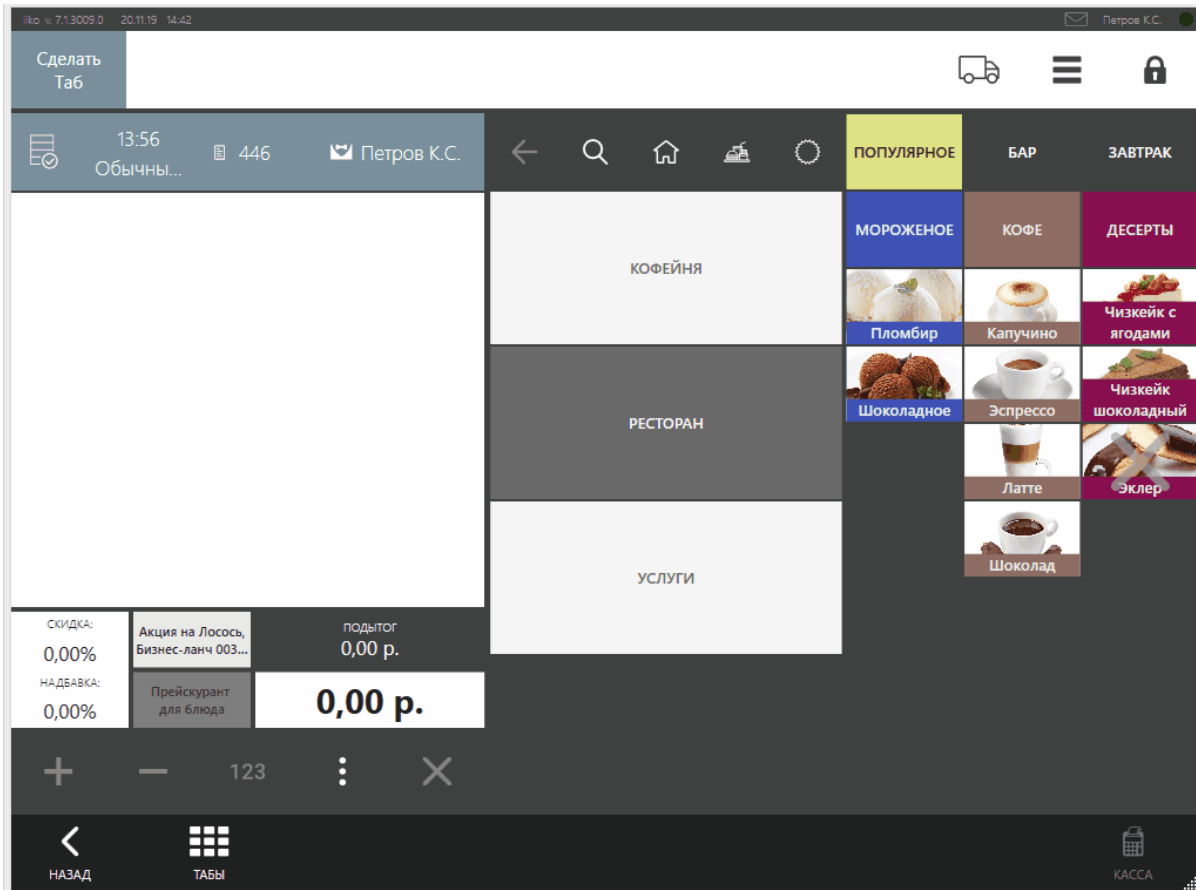 iiko v. 7.1.3009.0 20.11.19 14:42 Петров К.С.
Сделать
Таб
13:56
Обычны...
446
Петров К.С.
ПОПУЛЯРНОЕ
БАР
ЗАВТРАК
МОРОЖЕНОЕ
КОФЕ
ДЕСЕРТЫ
КОФЕЙНЯ
РЕСТОРАН
УСЛУГИ
Пломбир
Капучино
Чизкейк с
ягодами
Шоколадное
Эспрессо
Чизкейк
шоколадный
Латте
Эклер
Шоколад
СКИДКА:
0,00%
НАДБАВКА:
0,00%
Акция на Лосось,
Бизнес-ланч 003...
Прейскурант
для блюда
ПОДЫТОГ
0,00 р.
0,00 р.
123
НАЗАД
ТАБЫ
КАССА